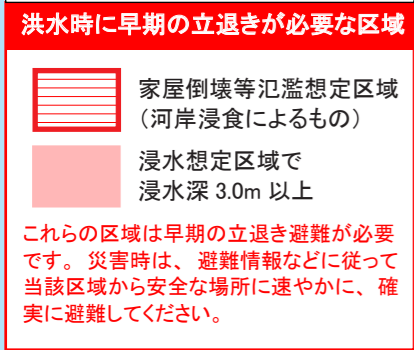 洪水時に早期の立退きが必要な区域
家屋倒壊等氾濫想定区域
（河岸浸食によるもの）
浸水想定区域で
浸水深 3.0m 以上
これらの区域は早期の立退き避難が必要
です。 災害時は、 避難情報などに従って
当該区域から安全な場所に速やかに、 確
実に避難してください。